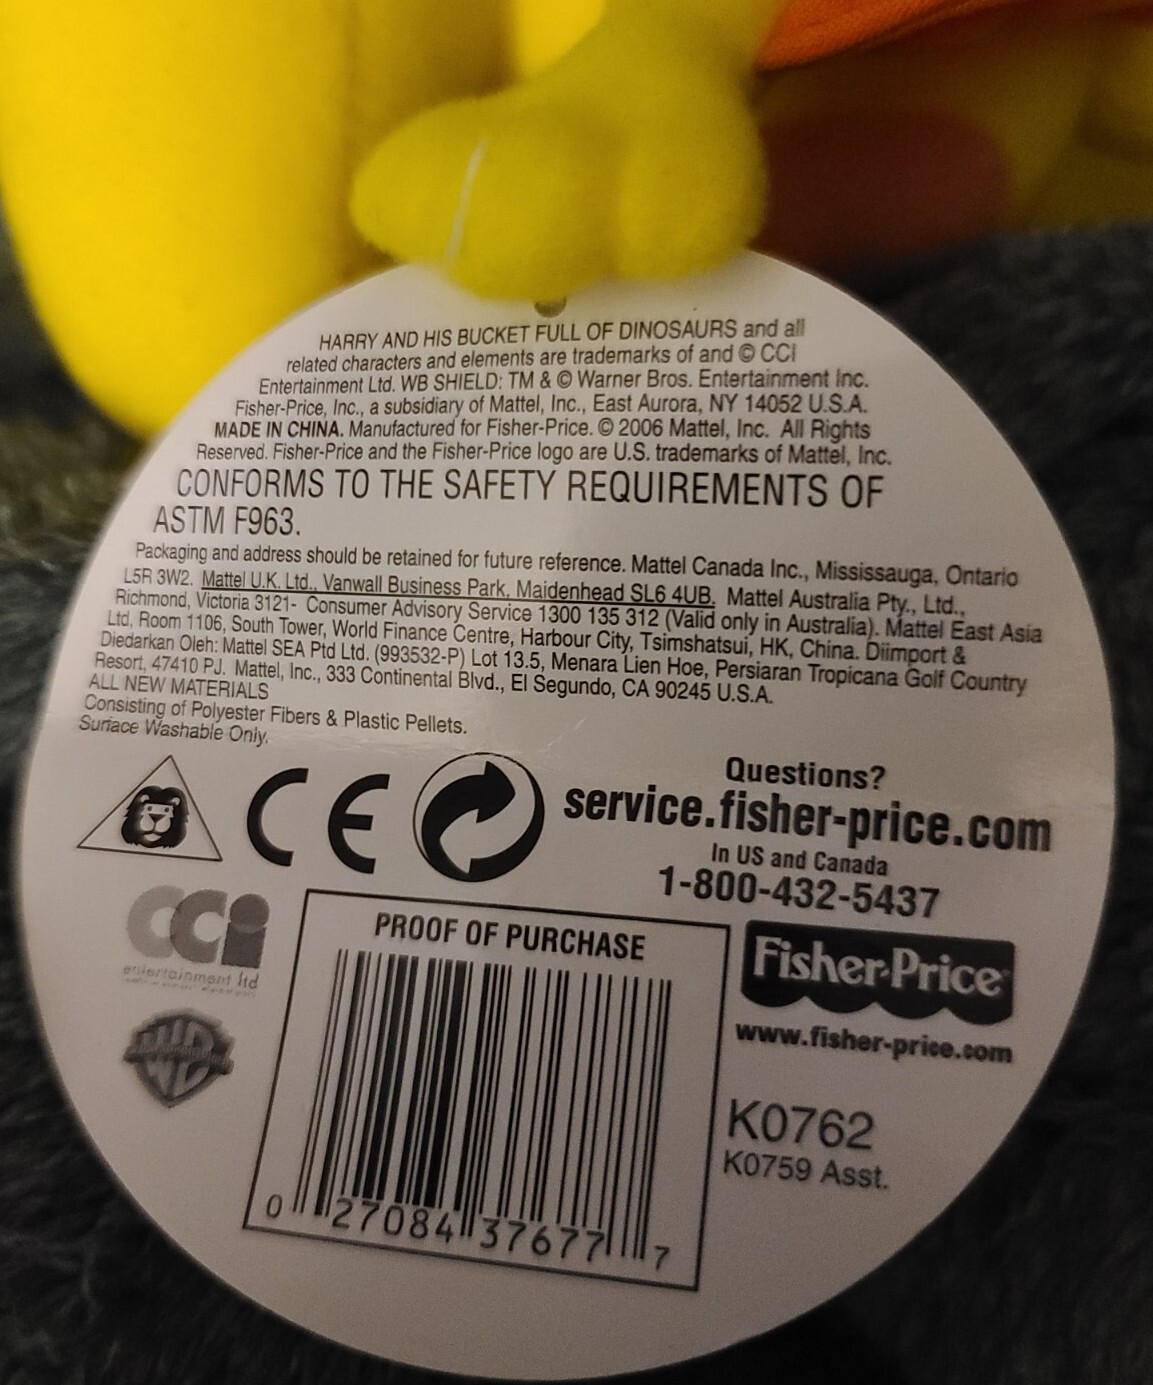 HARRY AND HIS BUCKET FULL OF DINOSAURS and all
related characters and elements are trademarks of and © CCI
Entertainment Ltd. WB SHIELD: TM & © Warner Bros. Entertainment Inc.
Fisher-Price, Inc., a subsidiary of Mattel, Inc., East Aurora, NY 14052 U.S.A.
MADE IN CHINA. Manufactured for Fisher-Price. © 2006 Mattel, Inc. All Rights
Reserved. Fisher-Price and the Fisher-Price logo are U.S. trademarks of Mattel, Inc.
CONFORMS TO THE SAFETY REQUIREMENTS OF
ASTM F963.
Packaging and address should be retained for future reference. Mattel Canada Inc., Mississauga, Ontario
L5R 3W2. Mattel U.K. Ltd., Vanwall Business Park, Maidenhead SL6 4UB. Mattel Australia Pty., Ltd.,
Richmond, Victoria 3121- Consumer Advisory Service 1300 135 312 (Valid only in Australia). Mattel East Asia
Ltd, Room 1106, South Tower, World Finance Centre, Harbour City, Tsimshatsui, HK, China. Diimport &
Diedarkan Oleh: Mattel SEA Ptd Ltd. (993532-P) Lot 13.5, Menara Lien Hoe, Persiaran Tropicana Golf Country
Resort, 47410 PJ. Mattel, Inc., 333 Continental Blvd., El Segundo, CA 90245 U.S.A.
ALL NEW MATERIALS
Consisting of Polyester Fibers & Plastic Pellets.
Surface Washable Only.
CE
Questions?
service.fisher-price.com
In US and Canada
1-800-432-5437
cci
entertainment ltd
WB
PROOF OF PURCHASE
0 27084 37677 7
Fisher-Price
www.fisher-price.com
K0762
K0759 Asst.